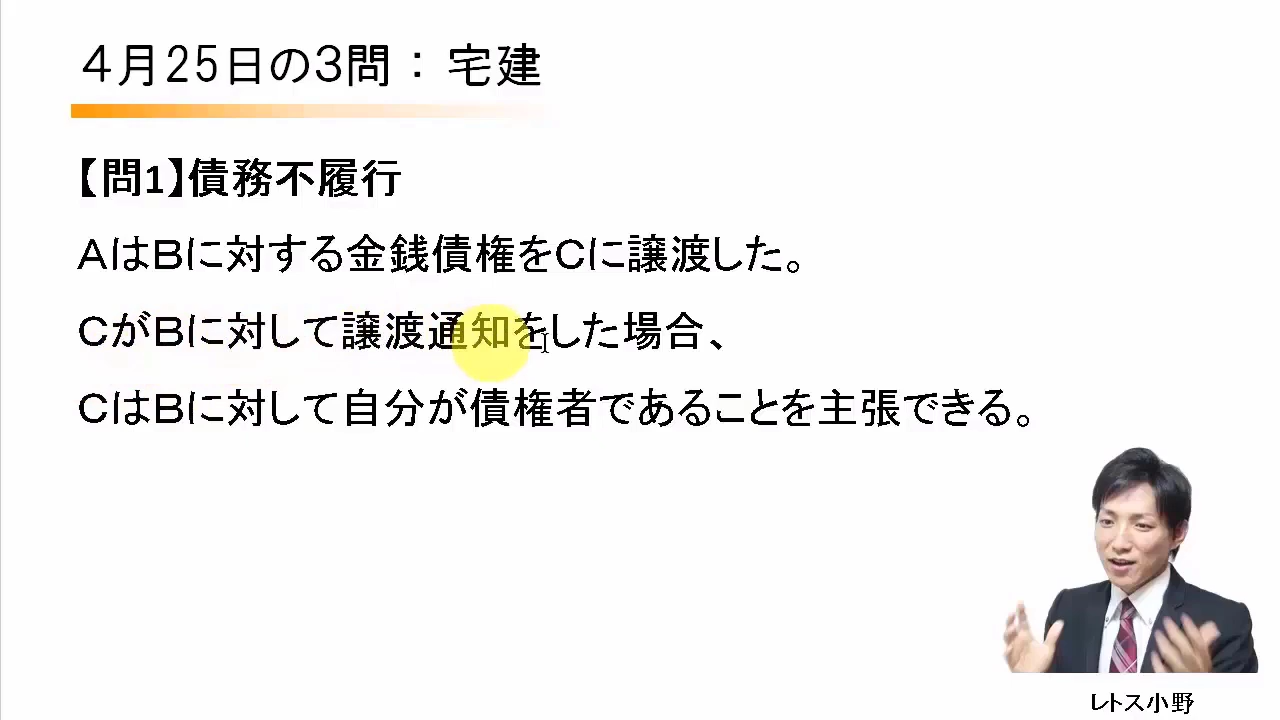 ４月25日の3問：宅建
【問1】債務不履行
ＡはＢに対する金銭債権をＣに譲渡した。
ＣがＢに対して譲渡通知をした場合、
ＣはＢに対して自分が債権者であることを主張できる。
レトス小野